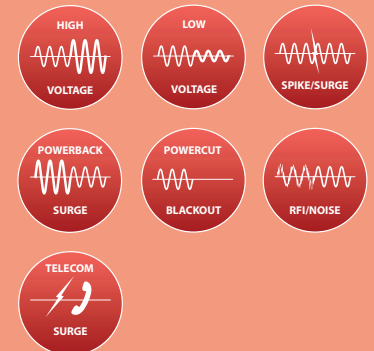 HIGH
VOLTAGE
LOW
VOLTAGE
SPIKE/SURGE
POWERBACK
SURGE
POWERCUT
BLACKOUT
RFI/NOISE
TELECOM
SURGE